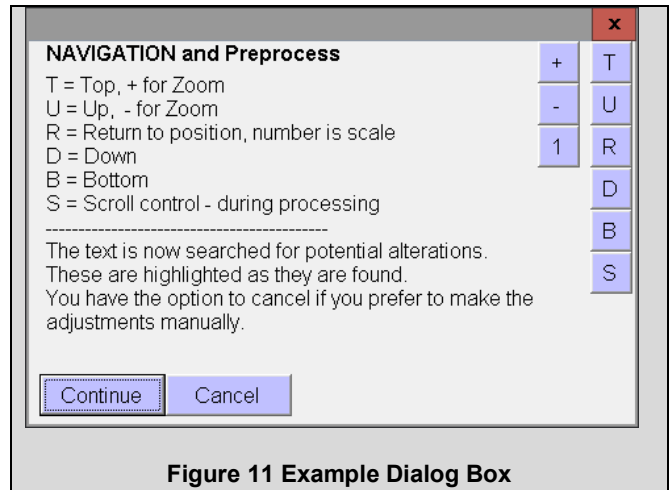 x
NAVIGATION and Preprocess
T = Top, + for Zoom
U = Up,  - for Zoom
R = Return to position, number is scale
D = Down
B = Bottom
S = Scroll control - during processing
-------------------------------------------
The text is now searched for potential alterations.
These are highlighted as they are found.
You have the option to cancel if you prefer to make the
adjustments manually.
+ T
- U
1 R
D
B
S
Continue Cancel
Figure 11 Example Dialog Box